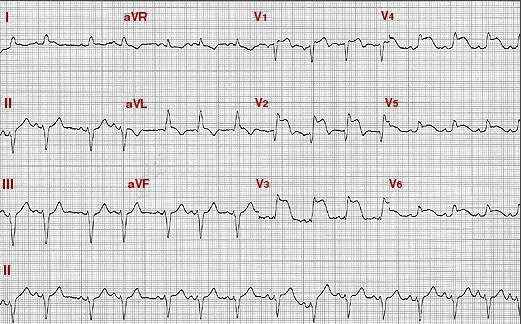 I aVR V1 V4
II aVL V2 V5
III aVF V3 V6
II